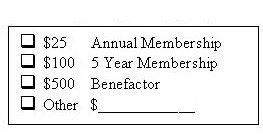 ❑ $25 Annual Membership
❑ $100 5 Year Membership
❑ $500 Benefactor
❑ Other $____________